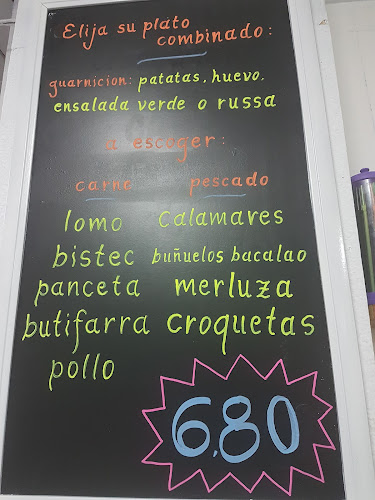 Elija su plato
combinado:
guarnicion: patatas, huevo.
ensalada verde o russa
a escoger:
carne pescado
lomo calamares
bistec buñuelos bacalao
panceta merluza
butifarra croquetas
pollo
6,80